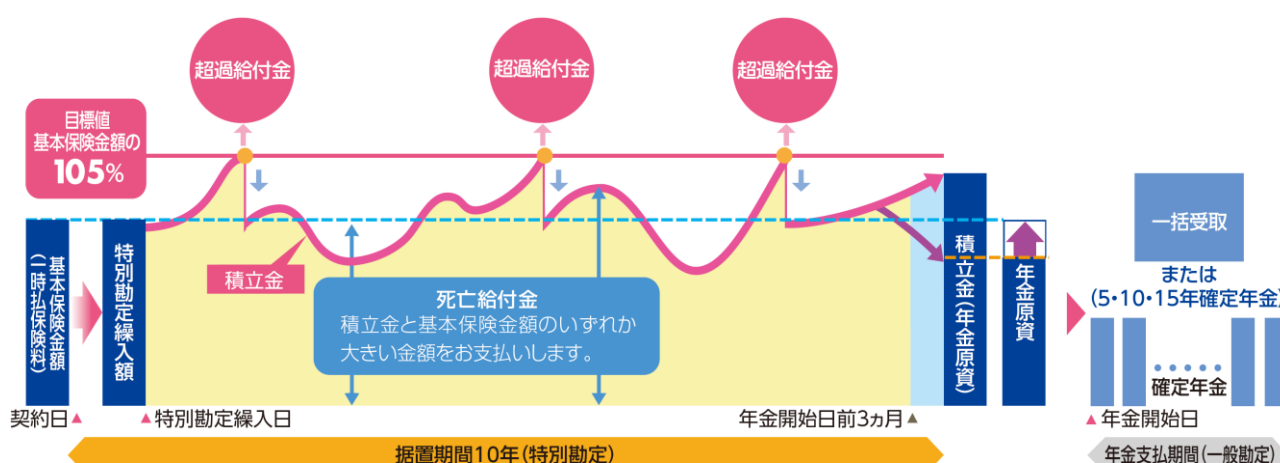 超過給付金
超過給付金
超過給付金
目標値
基本保険金額の
105%
基本保険金額
(一時払保険料)
特別勘定繰入額
積立金
死亡給付金
積立金と基本保険金額のいずれか
大きい金額をお支払いします。
積立金(年金原資)
年金原資
一括受取
または
(5・10・15年確定年金)
確定年金
契約日▲
▲特別勘定繰入日
年金開始日前3ヵ月▲
▲年金開始日
据置期間10年(特別勘定)
年金支払期間(一般勘定)